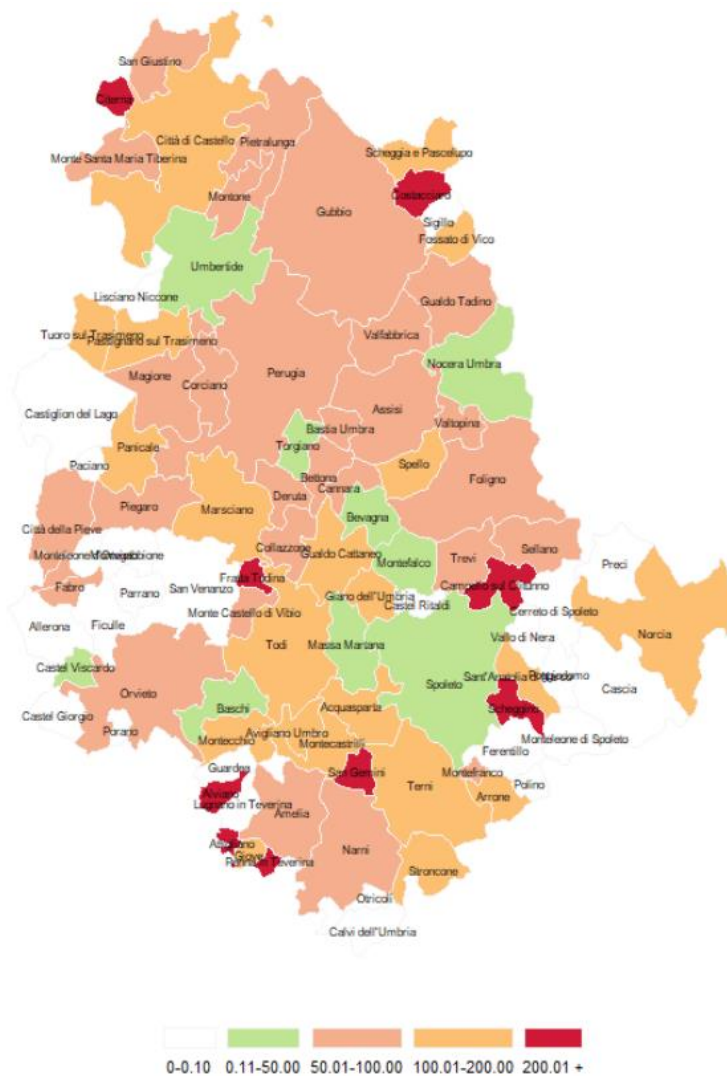 San Giustino
Citerna
Città di Castello
Pietralunga
Scheggia e Pascelupo
Monte Santa Maria Tiberina
Montone
Costacciaro
Gubbio
Sigillo
Fossato di Vico
Umbertide
Lisciano Niccone
Gualdo Tadino
Tuoro sul Trasimeno
Passignano sul Trasimeno
Valfabbrica
Nocera Umbra
Magione
Corciano
Perugia
Castiglion del Lago
Assisi
Valtopina
Bastia Umbra
Panicale
Torgiano
Paciano
Spello
Bettona
Foligno
Cannara
Piegaro
Marsciano
Deruta
Città della Pieve
Bevagna
Collazzone
Gualdo Cattaneo
Montefalco
Trevi
Sellano
Preci
Fabro
Parrano
San Venanzo
Fratta Todina
Campello sul Clitunno
Giano dell'Umbria
Castel Ritaldi
Cerreto di Spoleto
Monte Castello di Vibio
Allerona
Ficulle
Todi
Massa Martana
Vallo di Nera
Norcia
Castel Viscardo
Orvieto
Spoleto
Cascia
Baschi
Scheggino
Castel Giorgio
Porano
Acquasparta
Avigliano Umbro
Montecchio
Montecastrilli
Monteleone di Spoleto
Ferentillo
Guardea
San Gemini
Montefranco
Terni
Polino
Alviano
Lugnano in Teverina
Arrone
Amelia
Attigliano
Giove
Penna in Teverina
Narni
Stroncone
Otricoli
Calvi dell'Umbria
0-0.10 0.11-50.00 50.01-100.00 100.01-200.00 200.01 +